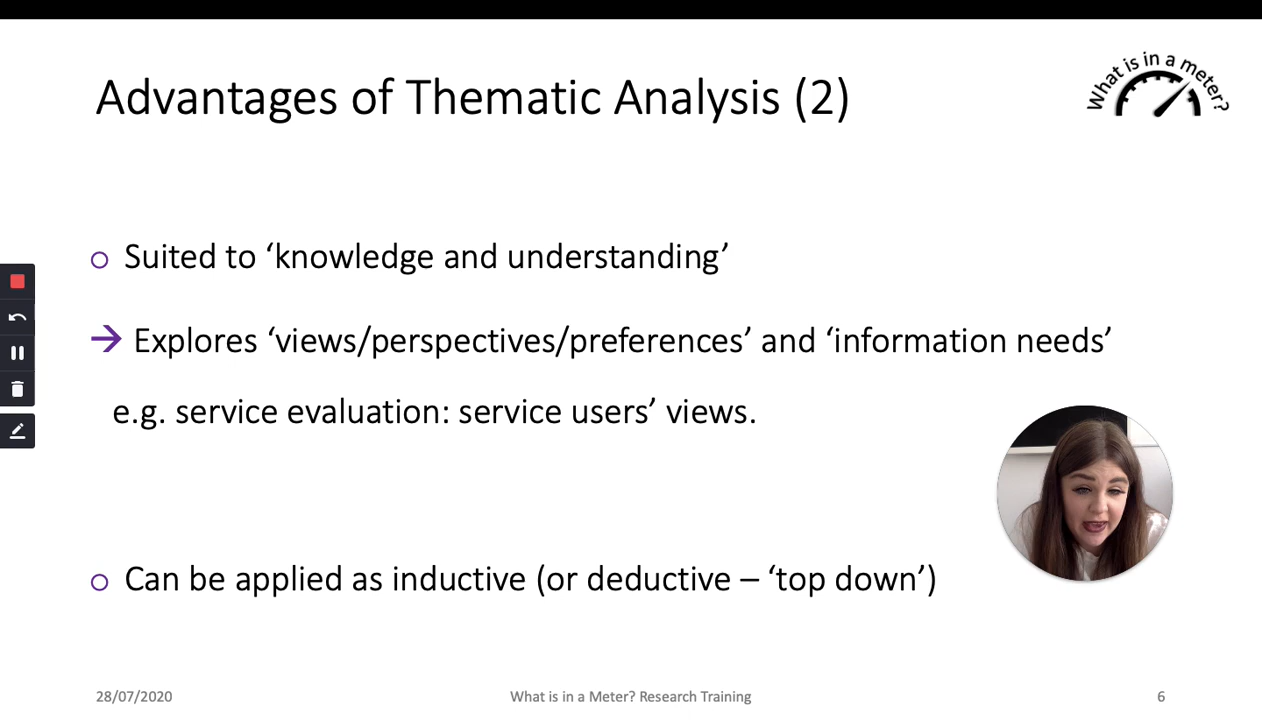 Advantages of Thematic Analysis (2)
What is in a meter?
o Suited to ‘knowledge and understanding’
→ Explores ‘views/perspectives/preferences’ and ‘information needs’
e.g. service evaluation: service users’ views.
o Can be applied as inductive (or deductive – ‘top down’)
28/07/2020
What is in a Meter? Research Training
6